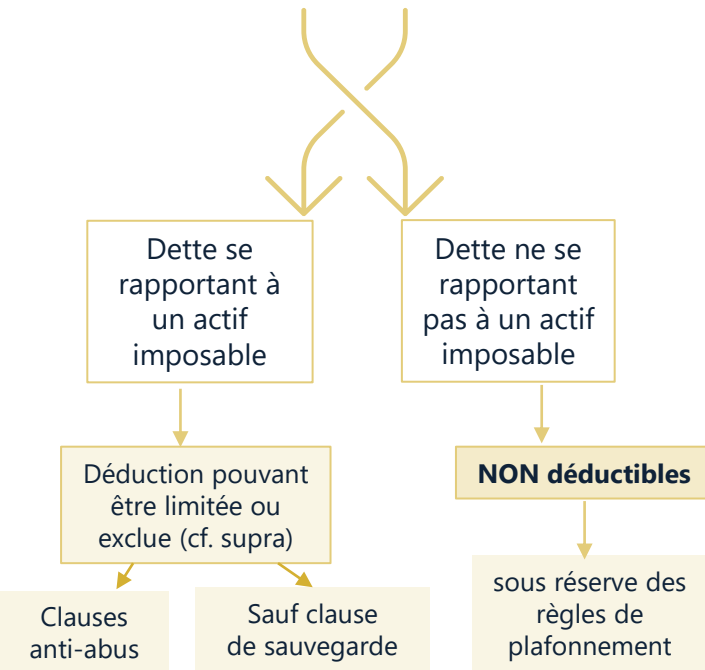 Dette se
rapportant à
un actif
imposable
Dette ne se
rapportant
pas à un actif
imposable
Déduction pouvant
être limitée ou
exclue (cf. supra)
NON déductibles
Clauses
anti-abus
Sauf clause
de sauvegarde
sous réserve des
règles de
plafonnement